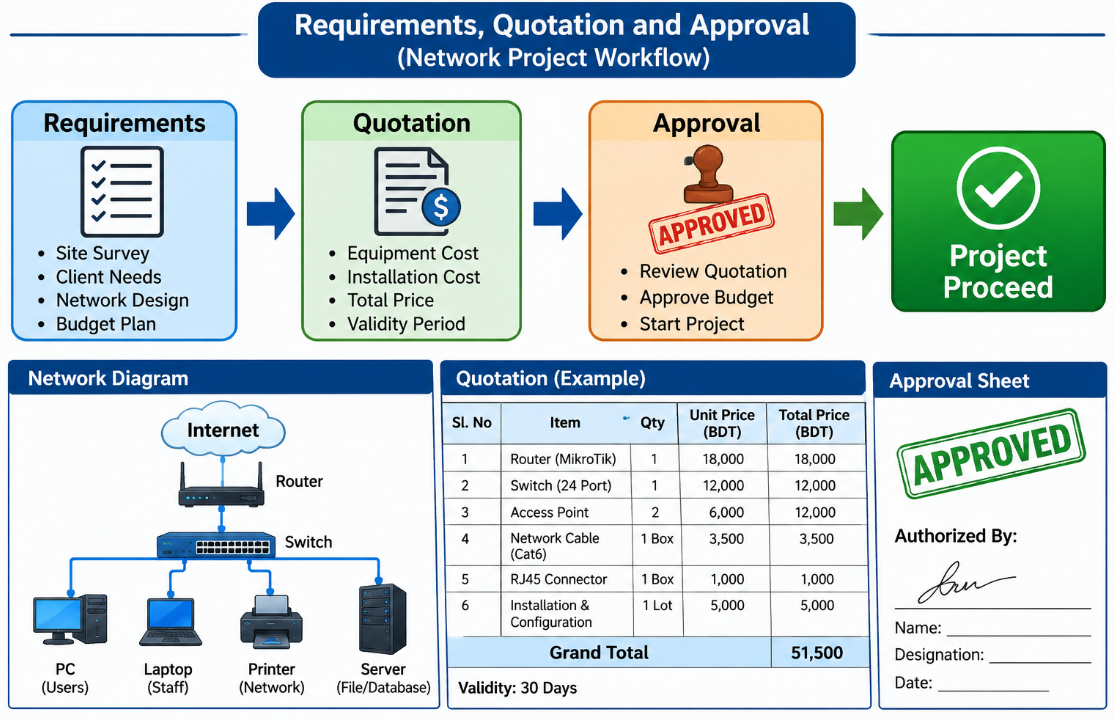 Requirements, Quotation and Approval
(Network Project Workflow)
Requirements
• Site Survey
• Client Needs
• Network Design
• Budget Plan
Quotation
$
• Equipment Cost
• Installation Cost
• Total Price
• Validity Period
Approval
APPROVED
• Review Quotation
• Approve Budget
• Start Project
Project
Proceed
Network Diagram
Internet
Router
Switch
PC
(Users)
Laptop
(Staff)
Printer
(Network)
Server
(File/Database)
Quotation (Example)
Sl. No Item Qty Unit Price (BDT) Total Price (BDT)
1 Router (MikroTik) 1 18,000 18,000
2 Switch (24 Port) 1 12,000 12,000
3 Access Point 2 6,000 12,000
4 Network Cable 1 Box 3,500 3,500
(Cat6)
5 RJ45 Connector 1 Box 1,000 1,000
6 Installation & 1 Lot 5,000 5,000
Configuration
Grand Total 51,500
Validity: 30 Days
Approval Sheet
APPROVED
Authorized By:
Name:
Designation:
Date: